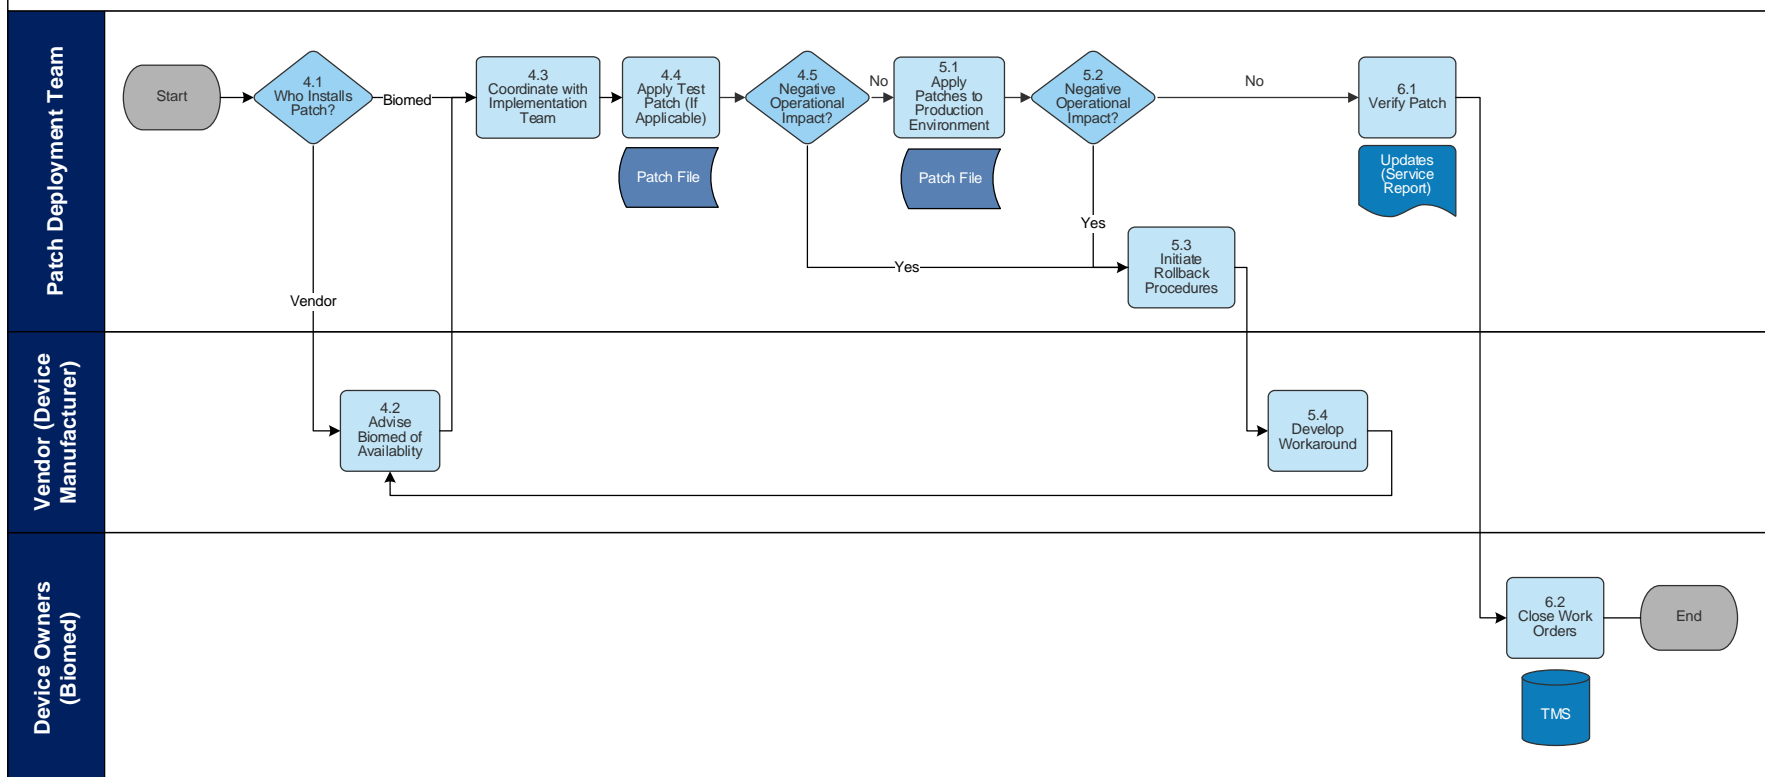 Patch Deployment Team
Start
4.1
Who Installs
Patch?
Biomed
4.3
Coordinate with
Implementation
Team
4.4
Apply Test
Patch (If
Applicable)
Patch File
4.5
Negative
Operational
Impact?
No
5.1
Apply
Patches to
Production
Environment
Patch File
5.2
Negative
Operational
Impact?
No
6.1
Verify Patch
Updates
(Service
Report)
Yes
Yes
5.3
Initiate
Rollback
Procedures
Vendor
Vendor (Device
Manufacturer)
4.2
Advise
Biomed of
Availablity
5.4
Develop
Workaround
Device Owners
(Biomed)
6.2
Close Work
Orders
End
TMS